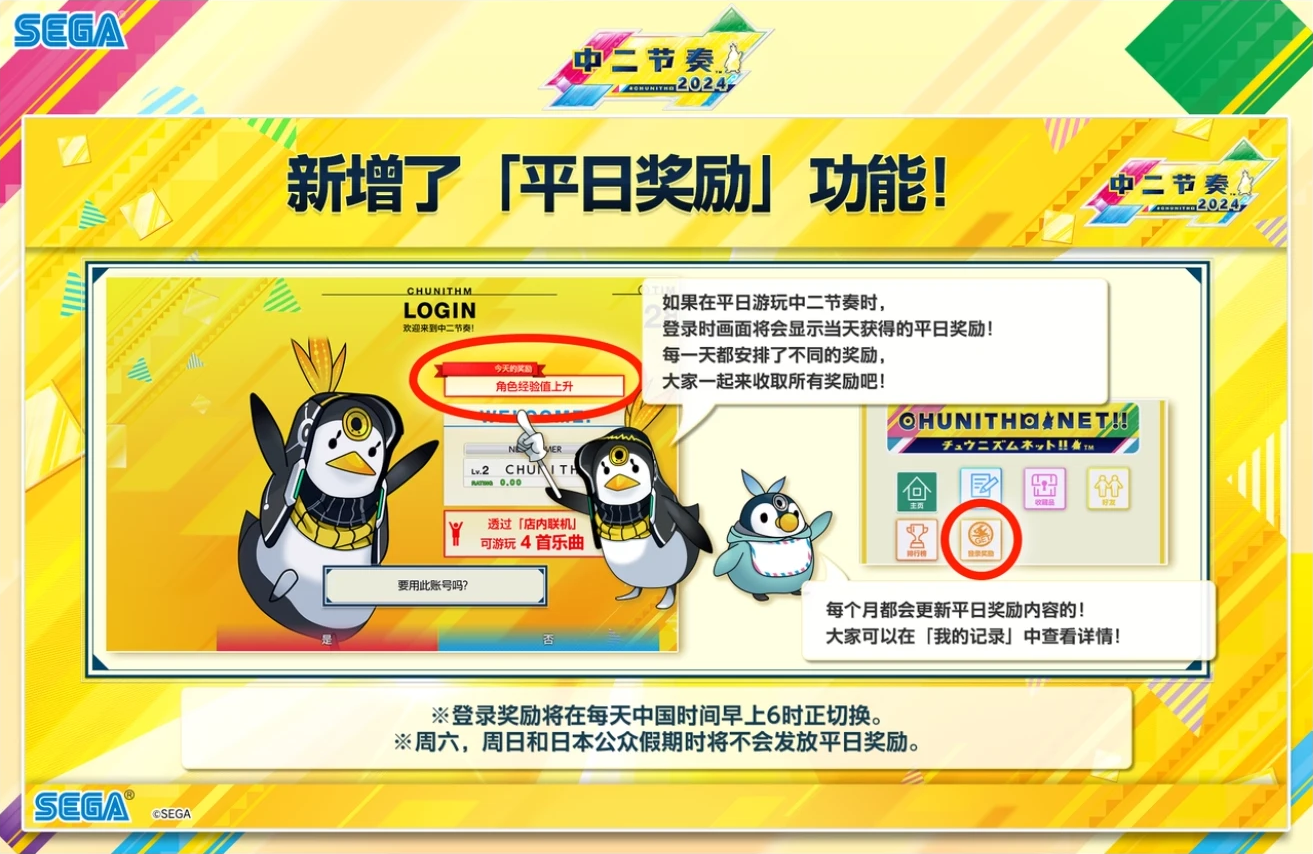 SEGA
中二节奏
CHUNITHM 2024
新增了「平日奖励」功能！
中二节奏
CHUNITHM 2024
CHUNITHM
LOGIN
欢迎来到中二节奏！
今天的奖励
角色经验值上升
WELCOME!
Lv.2 CHUNITH
RATING 0.00
透过「店内联机」
可游玩 4 首乐曲
要用此账号吗？
是
否
如果在平日游玩中二节奏时，
登录时画面将会显示当天获得的平日奖励！
每一天都安排了不同的奖励，
大家一起来收取所有奖励吧！
CHUNITHM-NET!!
チュウニズムネット!! TM
主页
收藏品
好友
排行榜
登录奖励
每个月都会更新平日奖励内容的！
大家可以在「我的记录」中查看详情！
※登录奖励将在每天中国时间早上6时正切换。
※周六，周日和日本公众假期时将不会发放平日奖励。
SEGA®
©SEGA